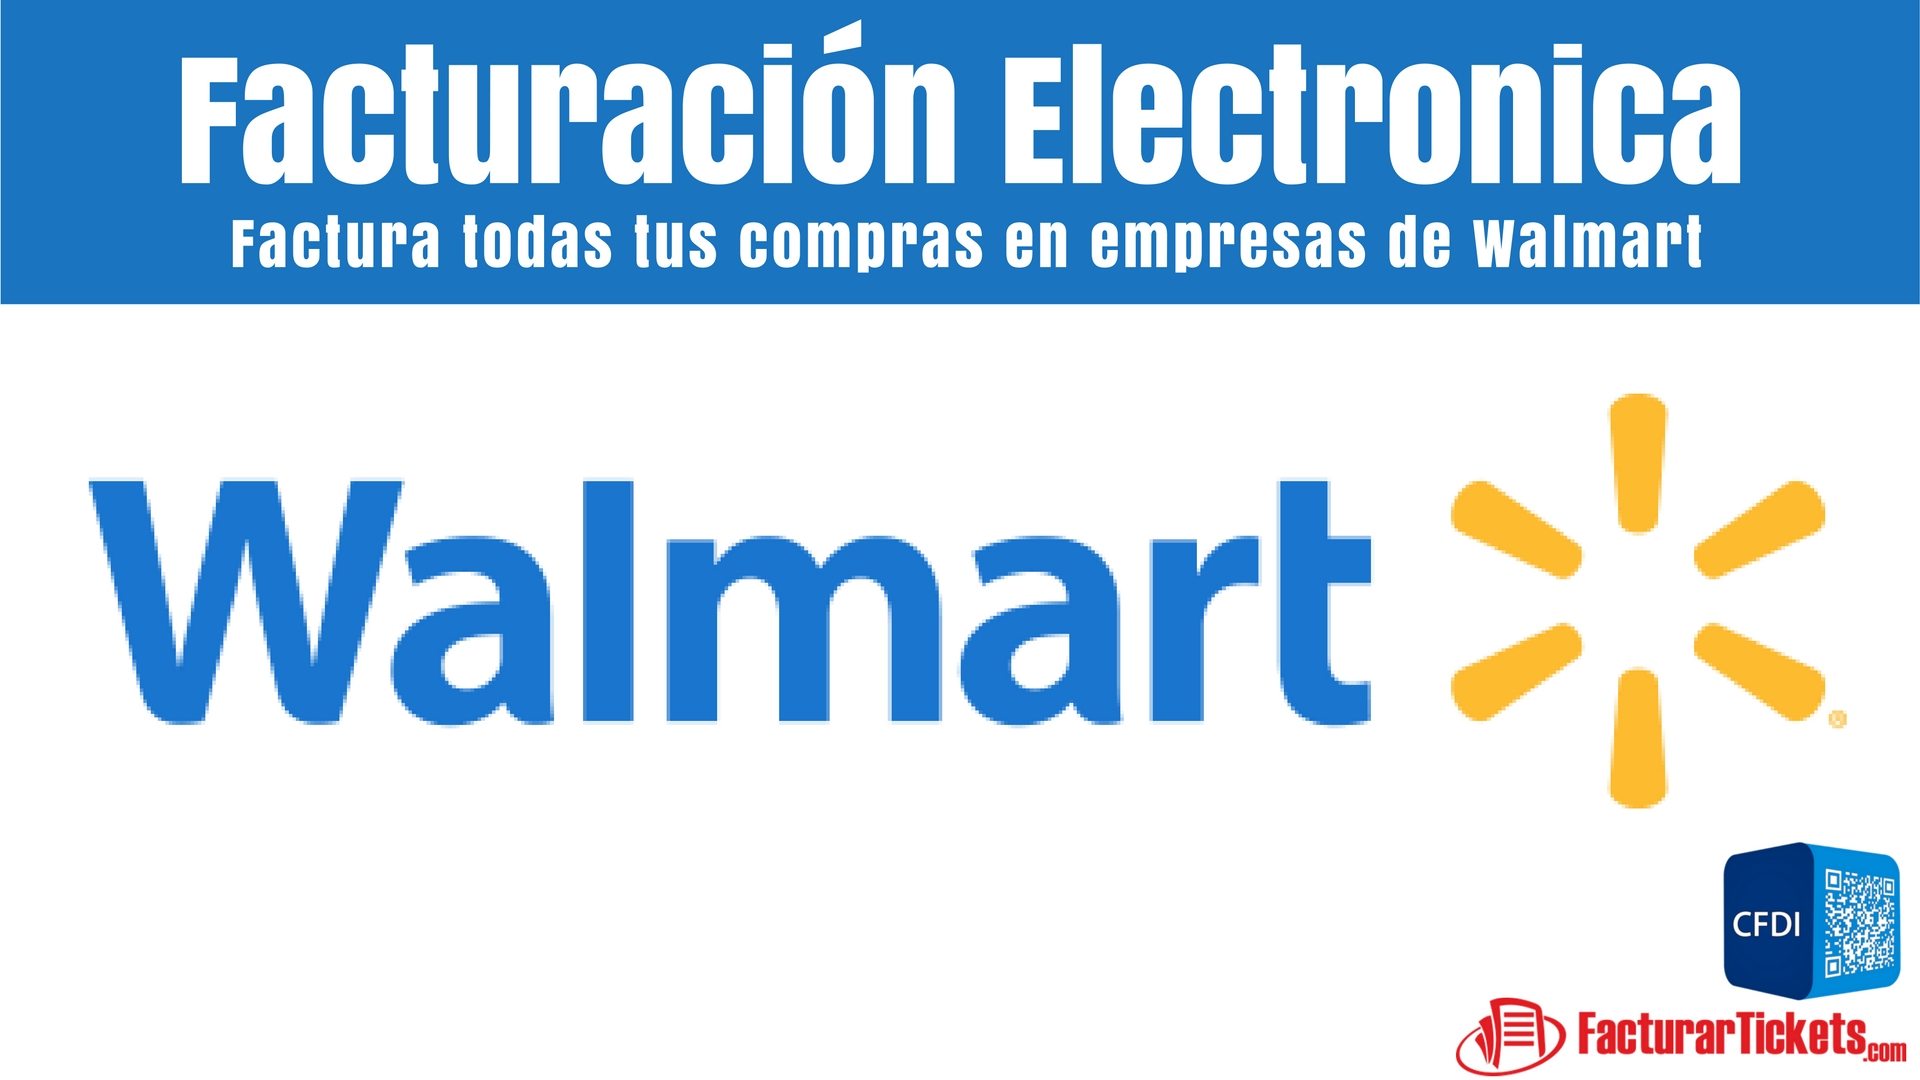 Facturación Electronica
Factura todas tus compras en empresas de Walmart
Walmart
CFDI
FacturarTickets.com